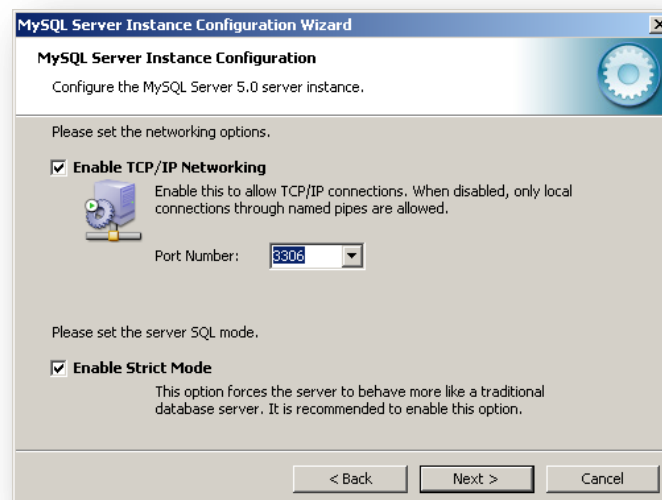 MySQL Server Instance Configuration Wizard
MySQL Server Instance Configuration
Configure the MySQL Server 5.0 server instance.
Please set the networking options.
Enable TCP/IP Networking
Enable this to allow TCP/IP connections. When disabled, only local
connections through named pipes are allowed.
Port Number: 3306
Please set the server SQL mode.
Enable Strict Mode
This option forces the server to behave more like a traditional
database server. It is recommended to enable this option.
< Back Next > Cancel